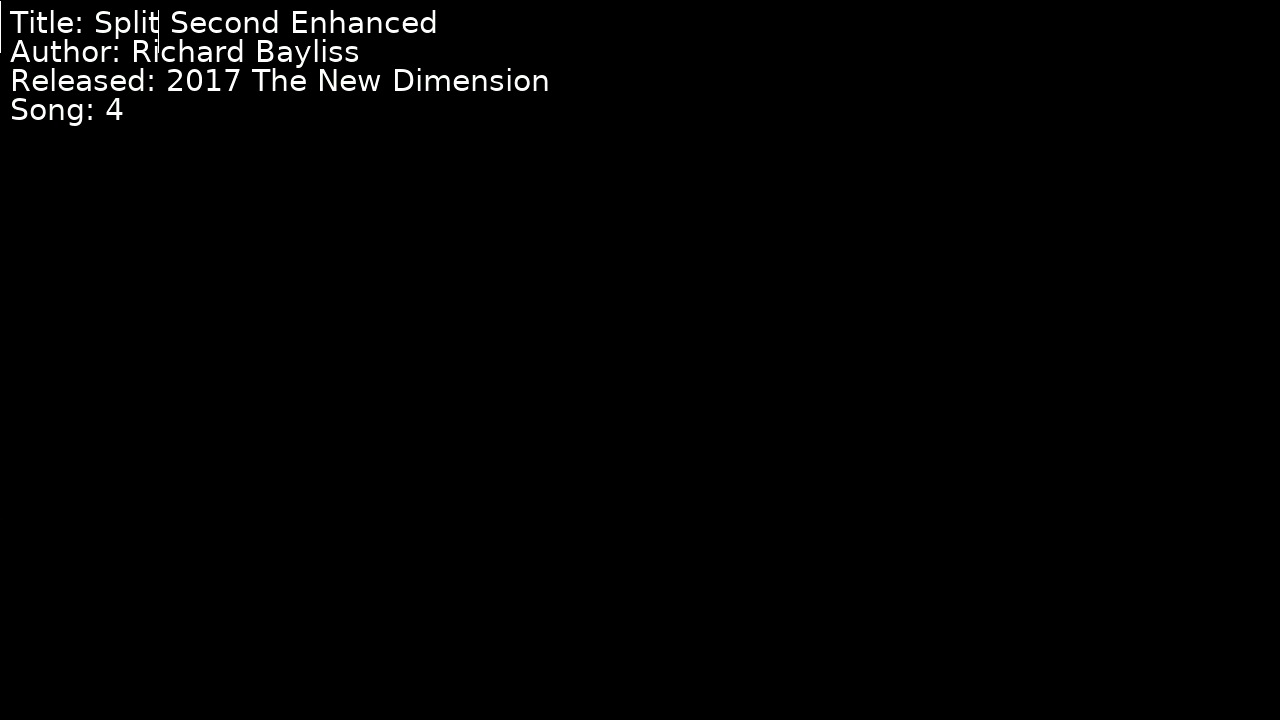 Title: Split Second Enhanced
Author: Richard Bayliss
Released: 2017 The New Dimension
Song: 4